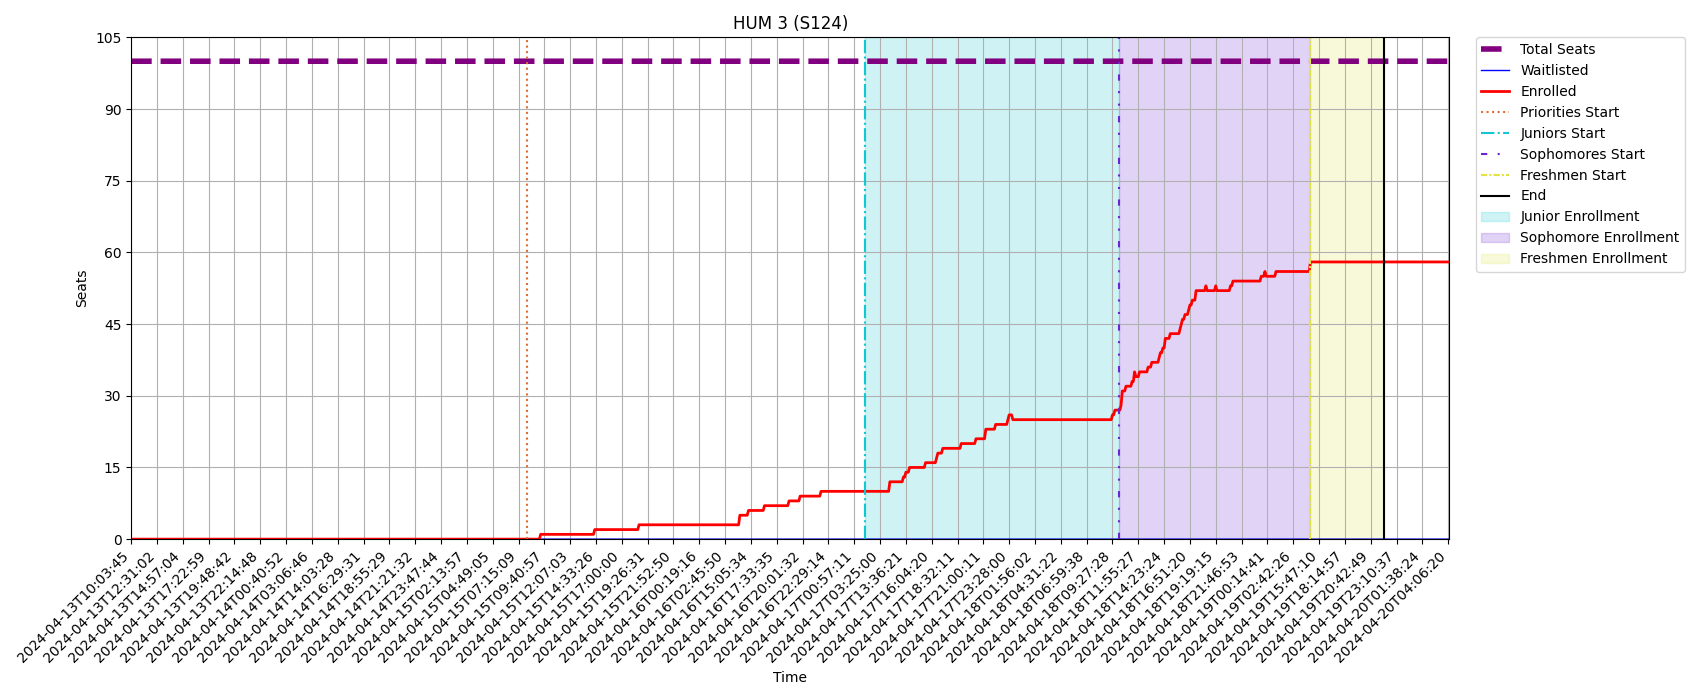 HUM 3 (S124)
105
90
75
60
45
30
15
0
Seats
2024-04-13T10:03:45
2024-04-13T12:31:02
2024-04-13T14:57:04
2024-04-13T17:22:59
2024-04-13T19:48:42
2024-04-13T22:14:48
2024-04-14T00:40:52
2024-04-14T03:06:46
2024-04-14T14:03:28
2024-04-14T16:29:31
2024-04-14T18:55:29
2024-04-14T21:21:32
2024-04-14T23:47:44
2024-04-15T02:13:57
2024-04-15T04:49:05
2024-04-15T07:15:09
2024-04-15T09:40:57
2024-04-15T12:07:03
2024-04-15T14:33:26
2024-04-15T17:00:00
2024-04-15T19:26:31
2024-04-15T21:52:50
2024-04-16T00:19:16
2024-04-16T02:45:50
2024-04-16T15:05:34
2024-04-16T17:33:35
2024-04-16T20:01:32
2024-04-16T22:29:14
2024-04-17T00:57:11
2024-04-17T03:25:00
2024-04-17T13:36:21
2024-04-17T16:04:20
2024-04-17T18:32:11
2024-04-17T21:00:11
2024-04-17T23:28:00
2024-04-18T01:56:02
2024-04-18T04:31:22
2024-04-18T06:59:38
2024-04-18T09:27:28
2024-04-18T11:55:27
2024-04-18T14:23:24
2024-04-18T16:51:20
2024-04-18T19:19:15
2024-04-18T21:46:53
2024-04-19T00:14:41
2024-04-19T02:42:26
2024-04-19T15:47:10
2024-04-19T18:14:57
2024-04-19T20:42:49
2024-04-19T23:10:37
2024-04-20T01:38:24
2024-04-20T04:06:20
Time
Total Seats
Waitlisted
Enrolled
Priorities Start
Juniors Start
Sophomores Start
Freshmen Start
End
Junior Enrollment
Sophomore Enrollment
Freshmen Enrollment